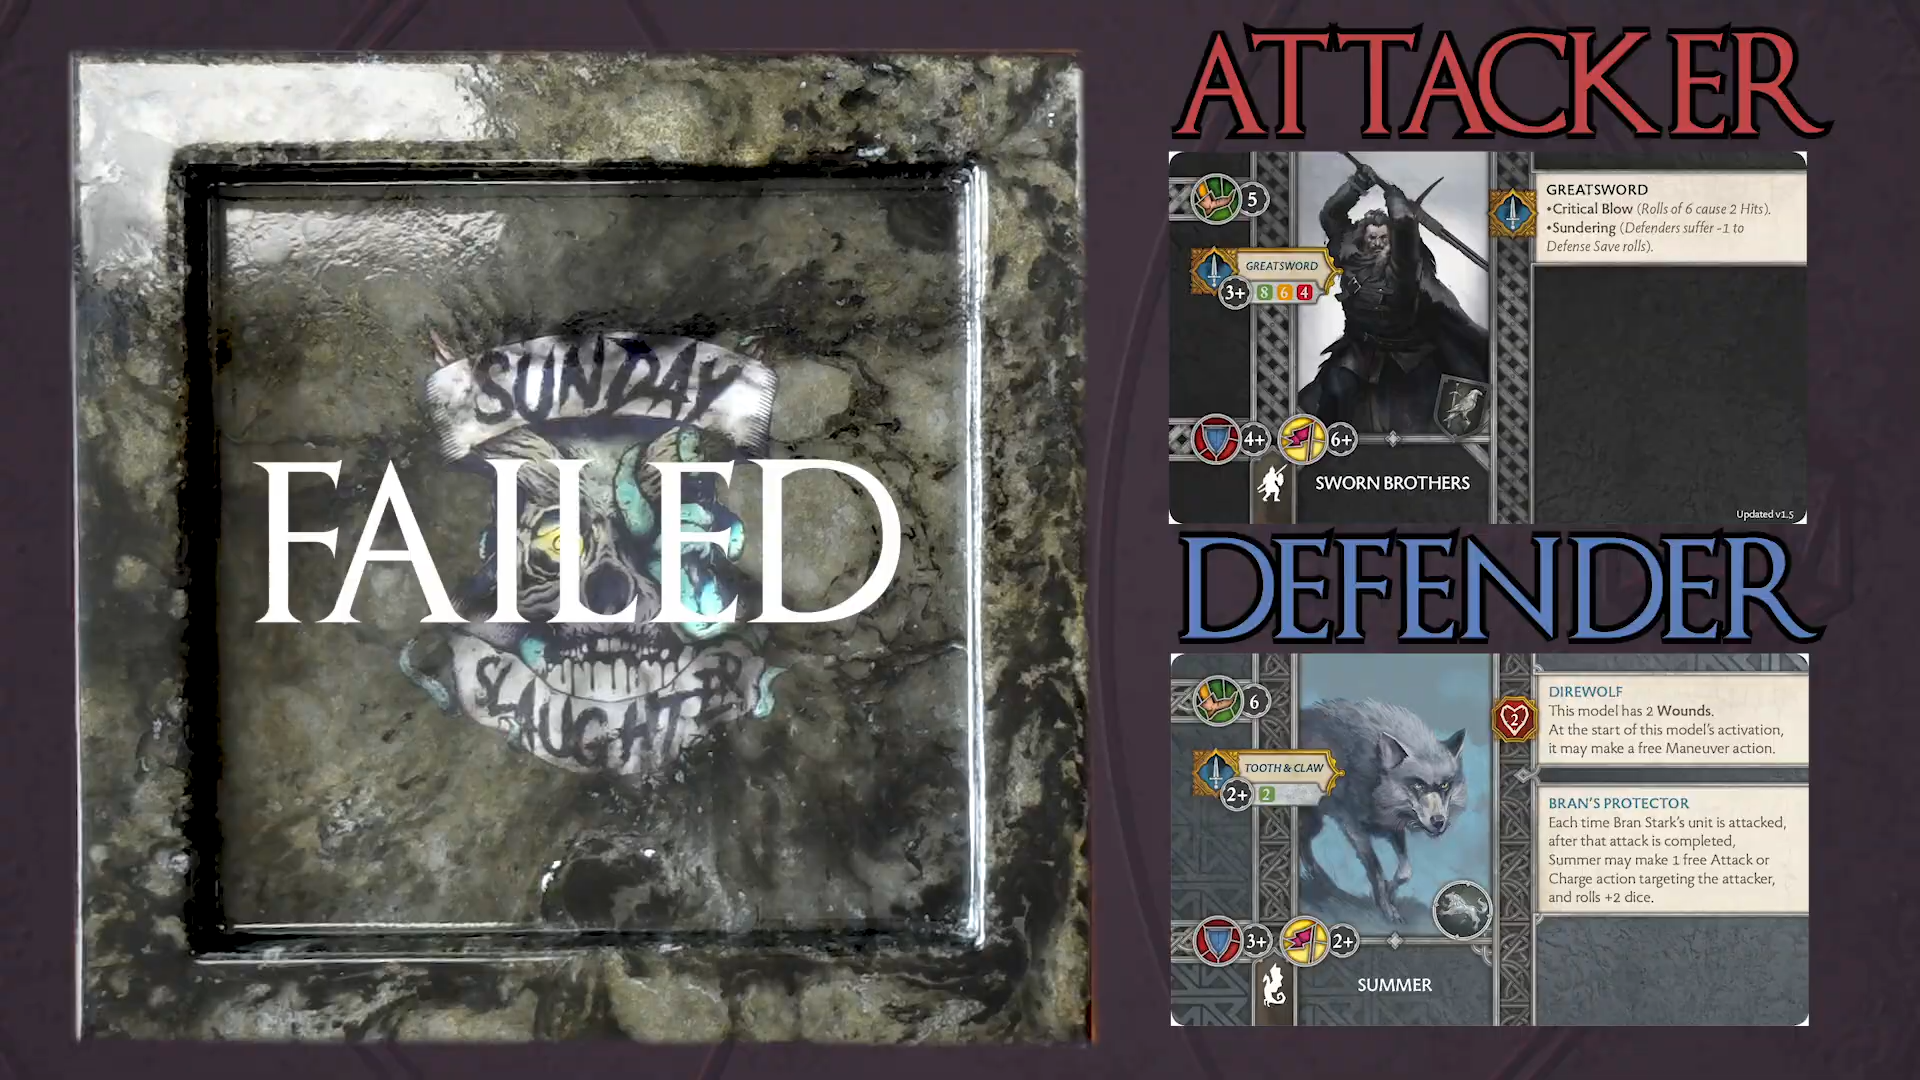 SUNDAY
FAILED
SLAUGHTER
ATTACKER
5
GREATSWORD
3+
8 6 4
4+
6+
SWORN BROTHERS
GREATSWORD
•Critical Blow (Rolls of 6 cause 2 Hits).
•Sundering (Defenders suffer -1 to
Defense Save rolls).
Updated v1.5
DEFENDER
6
TOOTH & CLAW
2+
2
3+
2+
SUMMER
2
DIREWOLF
This model has 2 Wounds.
At the start of this model's activation,
it may make a free Maneuver action.
BRAN'S PROTECTOR
Each time Bran Stark's unit is attacked,
after that attack is completed,
Summer may make 1 free Attack or
Charge action targeting the attacker,
and rolls +2 dice.